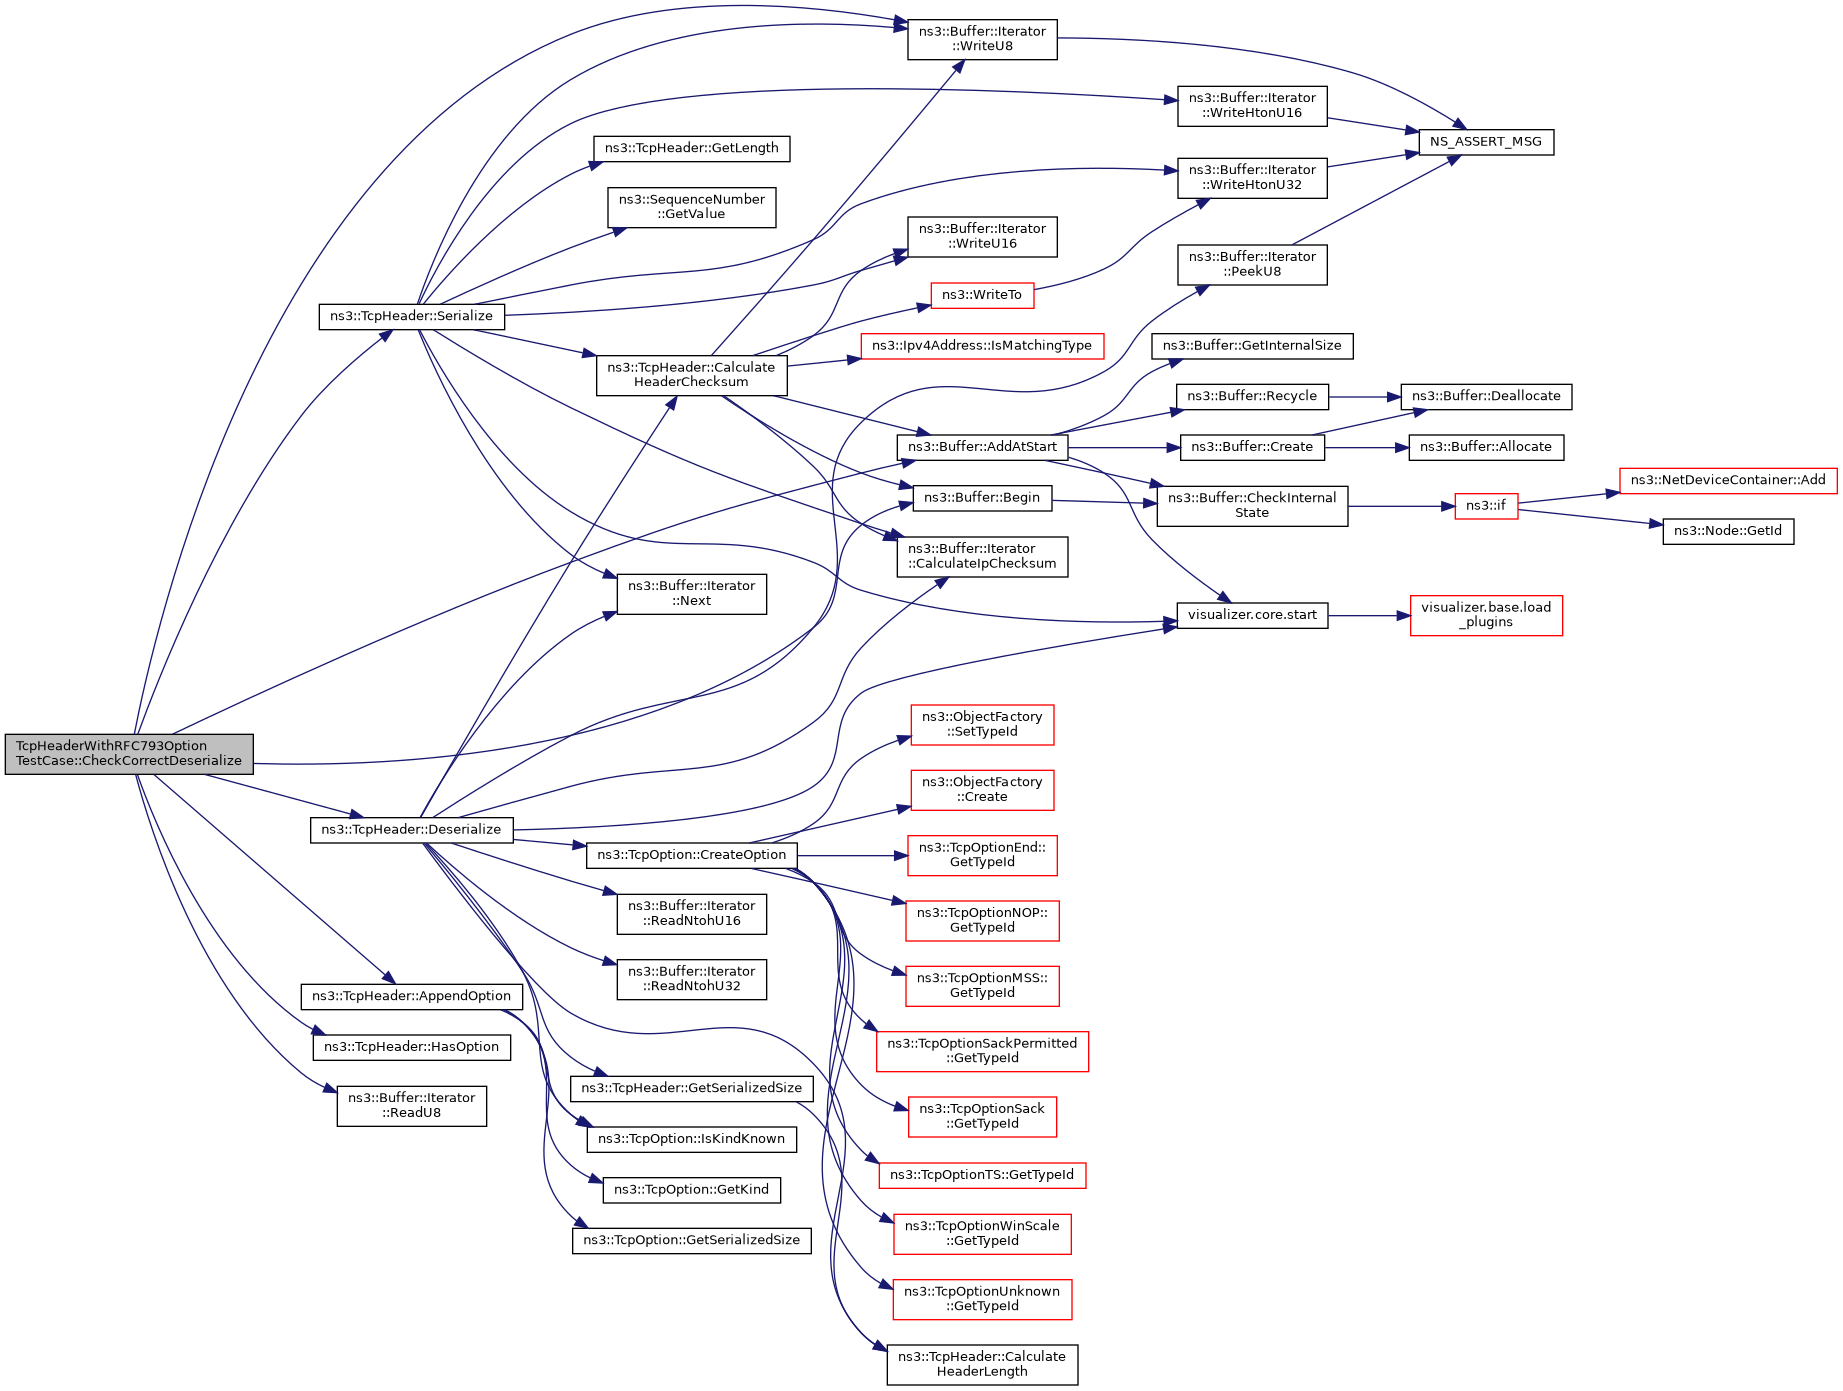 ns3::Buffer::Iterator
::WriteU8
ns3::Buffer::Iterator
::WriteHtonU16
NS_ASSERT_MSG
ns3::TcpHeader::GetLength
ns3::Buffer::Iterator
::WriteHtonU32
ns3::SequenceNumber
::GetValue
ns3::Buffer::Iterator
::WriteU16
ns3::Buffer::Iterator
::PeekU8
ns3::WriteTo
ns3::TcpHeader::Serialize
ns3::Ipv4Address::IsMatchingType
ns3::Buffer::GetInternalSize
ns3::TcpHeader::Calculate
HeaderChecksum
ns3::Buffer::Recycle
ns3::Buffer::Deallocate
ns3::Buffer::AddAtStart
ns3::Buffer::Create
ns3::Buffer::Allocate
ns3::NetDeviceContainer::Add
ns3::Buffer::Begin
ns3::Buffer::CheckInternal
State
ns3::if
ns3::Node::GetId
ns3::Buffer::Iterator
::CalculateIpChecksum
ns3::Buffer::Iterator
::Next
visualizer.core.start
visualizer.base.load
_plugins
TcpHeaderWithRFC793Option
TestCase::CheckCorrectDeserialize
ns3::ObjectFactory
::SetTypeId
ns3::ObjectFactory
::Create
ns3::TcpHeader::Deserialize
ns3::TcpOption::CreateOption
ns3::TcpOptionEnd::
GetTypeId
ns3::Buffer::Iterator
::ReadNtohU16
ns3::TcpOptionNOP::
GetTypeId
ns3::Buffer::Iterator
::ReadNtohU32
ns3::TcpOptionMSS::
GetTypeId
ns3::TcpHeader::AppendOption
ns3::TcpHeader::HasOption
ns3::TcpOptionSackPermitted
::GetTypeId
ns3::Buffer::Iterator
::ReadU8
ns3::TcpHeader::GetSerializedSize
ns3::TcpOptionSack
::GetTypeId
ns3::TcpOption::IsKindKnown
ns3::TcpOptionTS::GetTypeId
ns3::TcpOption::GetKind
ns3::TcpOptionWinScale
::GetTypeId
ns3::TcpOption::GetSerializedSize
ns3::TcpOptionUnknown
::GetTypeId
ns3::TcpHeader::Calculate
HeaderLength